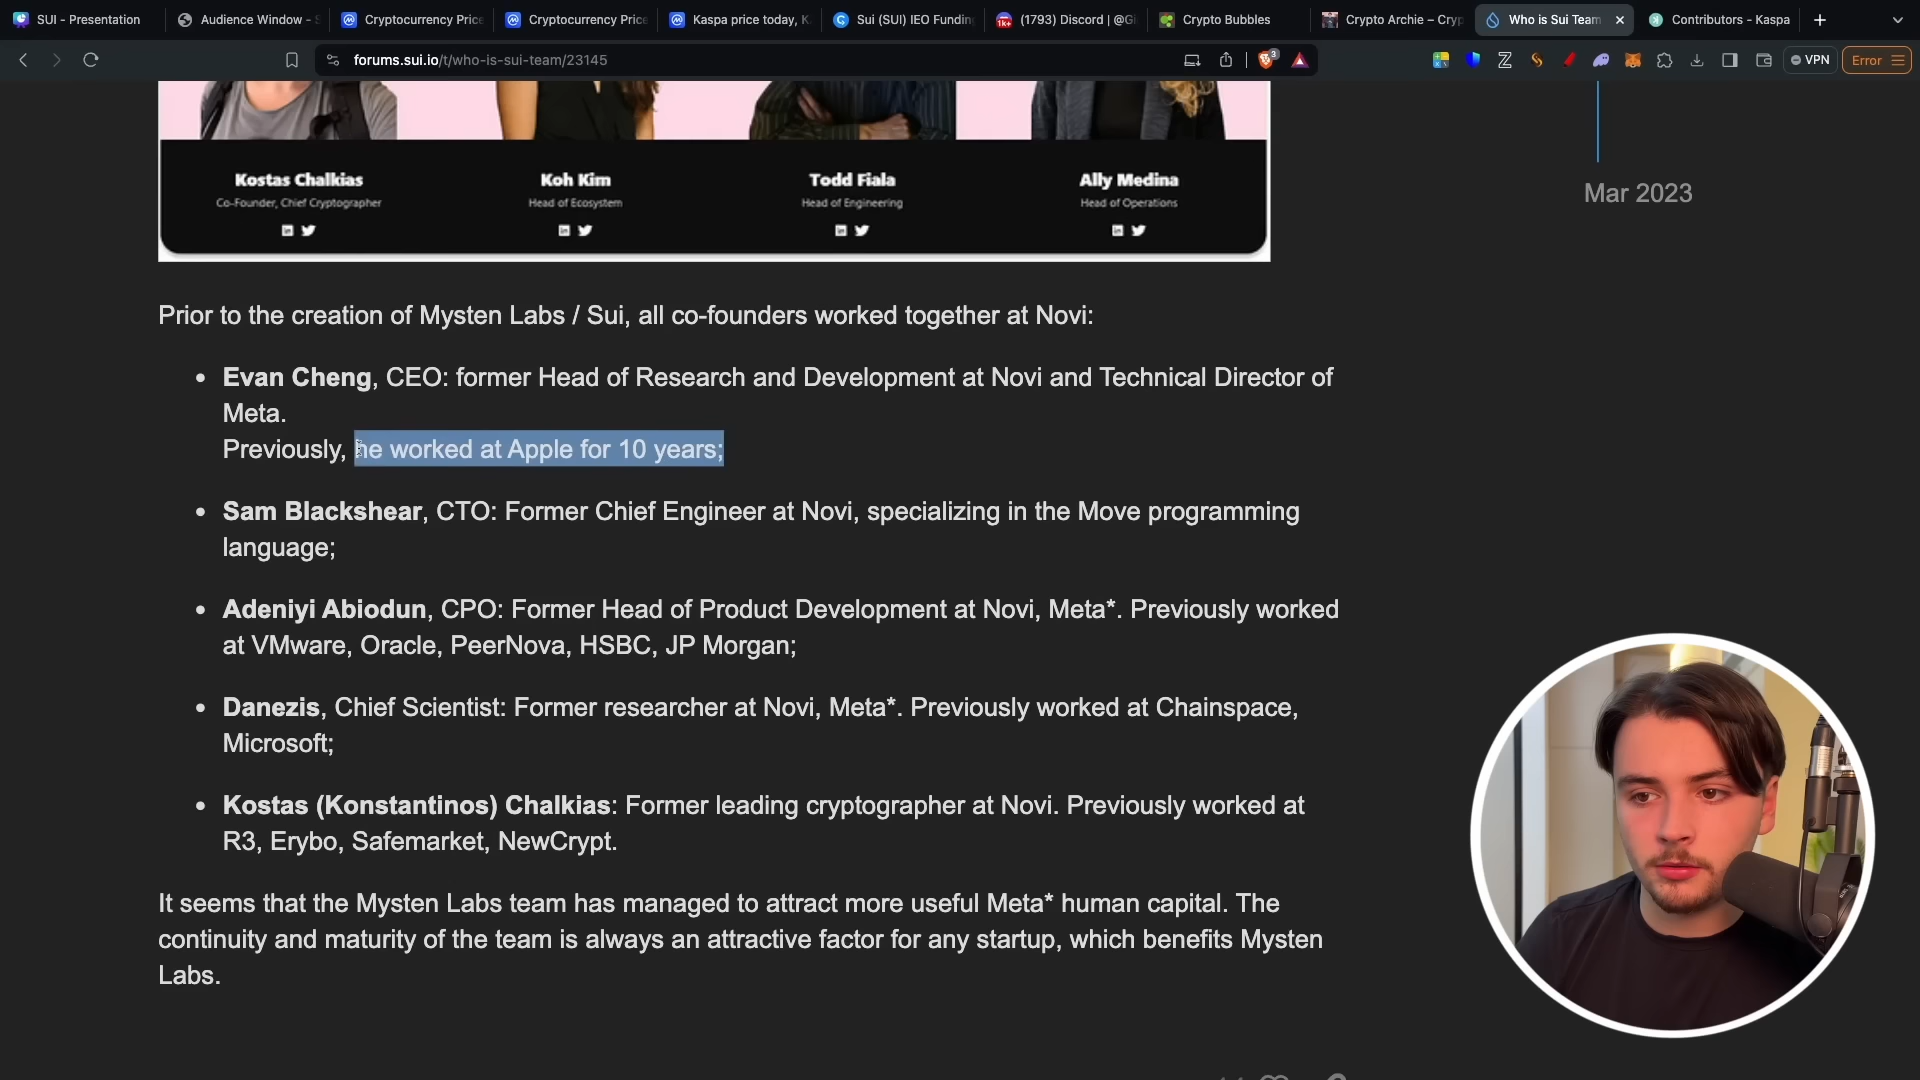 SUI - Presentation
Audience Window - S
Cryptocurrency Price
Cryptocurrency Price
Kaspa price today, K
Sui (SUI) IEO Fundin
(1793) Discord | @Gi
Crypto Bubbles
Crypto Archie – Cryp
Who is Sui Team
Contributors - Kaspa
forums.sui.io/t/who-is-sui-team/23145
3
VPN
Error
Kostas Chalkias
Koh Kim
Todd Fiala
Ally Medina
Co-Founder, Chief Cryptographer
Head of Ecosystem
Head of Engineering
Head of Operations
Mar 2023
Prior to the creation of Mysten Labs / Sui, all co-founders worked together at Novi:
Evan Cheng, CEO: former Head of Research and Development at Novi and Technical Director of
Meta.
Previously, he worked at Apple for 10 years;
Sam Blackshear, CTO: Former Chief Engineer at Novi, specializing in the Move programming
language;
Adeniyi Abiodun, CPO: Former Head of Product Development at Novi, Meta*. Previously worked
at VMware, Oracle, PeerNova, HSBC, JP Morgan;
Danezis, Chief Scientist: Former researcher at Novi, Meta*. Previously worked at Chainspace,
Microsoft;
Kostas (Konstantinos) Chalkias: Former leading cryptographer at Novi. Previously worked at
R3, Erybo, Safemarket, NewCrypt.
It seems that the Mysten Labs team has managed to attract more useful Meta* human capital. The
continuity and maturity of the team is always an attractive factor for any startup, which benefits Mysten
Labs.